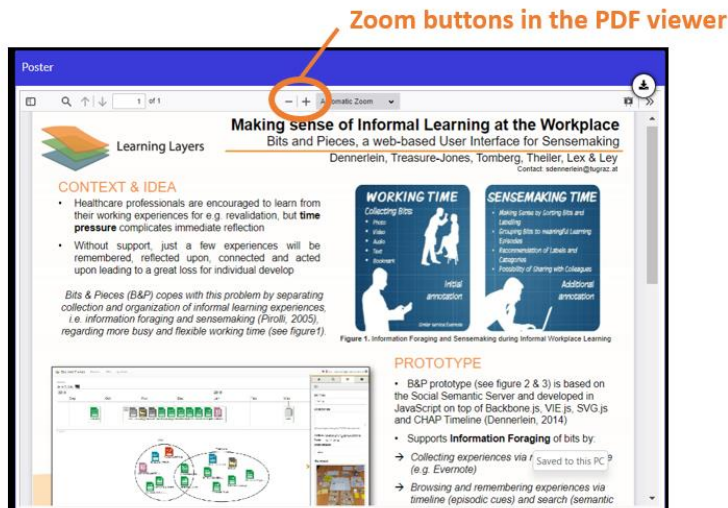 Zoom buttons in the PDF viewer
Poster
1 of 1
Automatic Zoom
Making sense of Informal Learning at the Workplace
Bits and Pieces, a web-based User Interface for Sensemaking
Learning Layers
Dennerlein, Treasure-Jones, Tomberg, Theiler, Lex & Ley
Contact: sdennerlein@tugraz.at
CONTEXT & IDEA
• Healthcare professionals are encouraged to learn from
their working experiences for e.g. revalidation, but time
pressure complicates immediate reflection
• Without support, just a few experiences will be
remembered, reflected upon, connected and acted
upon leading to a great loss for individual develop
Bits & Pieces (B&P) copes with this problem by separating
collection and organization of informal learning experiences,
i.e. information foraging and sensemaking (Pirolli, 2005),
regarding more busy and flexible working time (see figure1).
WORKING TIME
Collecting Bits
• Photo
• Video
• Audio
• Text
• Bookmark
Initial
annotation
SENSEMAKING TIME
• Making Sense by Sorting Bits and
Labelling
• Grouping Bits to meaningful Learning
Episodes
• Recommendation of Labels and
Categories
• Possibility of Sharing with Colleagues
Additional
annotation
Figure 1. Information Foraging and Sensemaking during Informal Workplace Learning
PROTOTYPE
• B&P prototype (see figure 2 & 3) is based on
the Social Semantic Server and developed in
JavaScript on top of Backbone.js, VIE.js, SVG.js
and CHAP Timeline (Dennerlein, 2014)
• Supports Information Foraging of bits by:
→ Collecting experiences via
(e.g. Evernote)
Saved to this PC
→ Browsing and remembering experiences via
timeline (episodic cues) and search (semantic